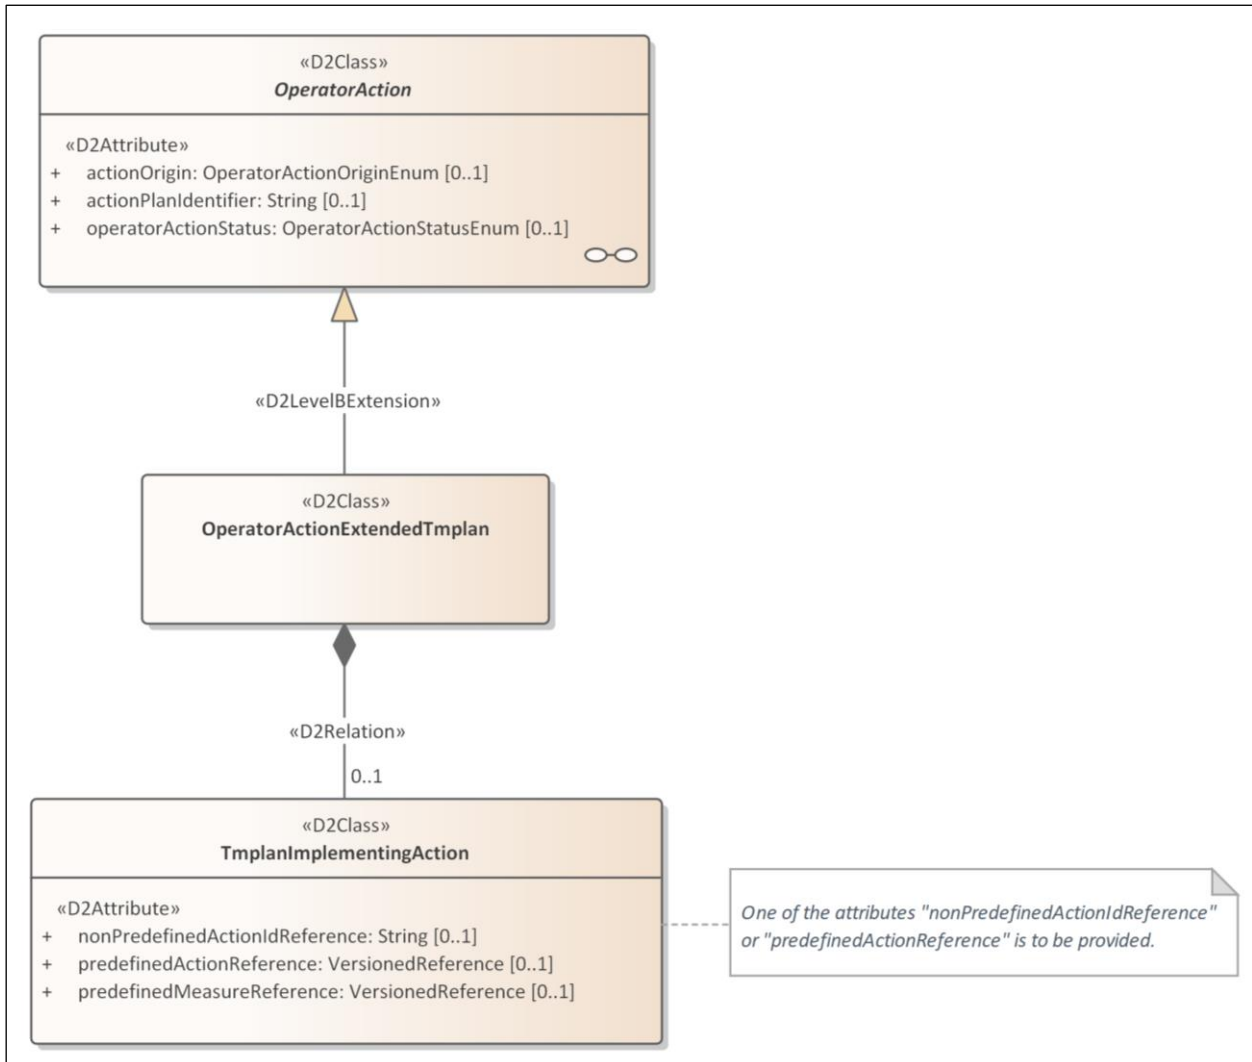 «D2Class»
OperatorAction
«D2Attribute»
+ actionOrigin: OperatorActionOriginEnum [0..1]
+ actionPlanIdentifier: String [0..1]
+ operatorActionStatus: OperatorActionStatusEnum [0..1]
«D2LevelBExtension»
«D2Class»
OperatorActionExtendedTmplan
«D2Relation»
0..1
«D2Class»
TmplanImplementingAction
«D2Attribute»
+ nonPredefinedActionIdReference: String [0..1]
+ predefinedActionReference: VersionedReference [0..1]
+ predefinedMeasureReference: VersionedReference [0..1]
One of the attributes "nonPredefinedActionIdReference"
or "predefinedActionReference" is to be provided.